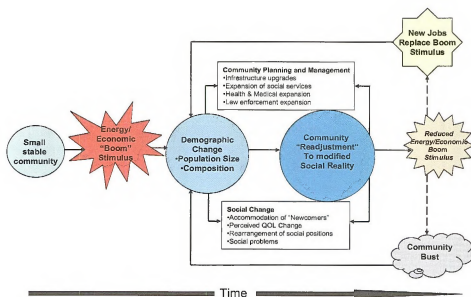 New Jobs
Replace Boom
Stimulus
Community Planning and Management
•Infrastructure upgrades
•Expansion of social services
•Health & Medical expansion
•Law enforcement expansion
Small
stable
community
Energy/
Economic
"Boom"
Stimulus
Demographic
Change
•Population Size
•Composition
Community
"Readjustment"
To modified
Social Reality
Reduced
Energy/Economic
Boom
Stimulus
Social Change
•Accommodation of "Newcomers"
•Perceived QOL Change
•Rearrangement of social positions
•Social problems
Community
Bust
Time